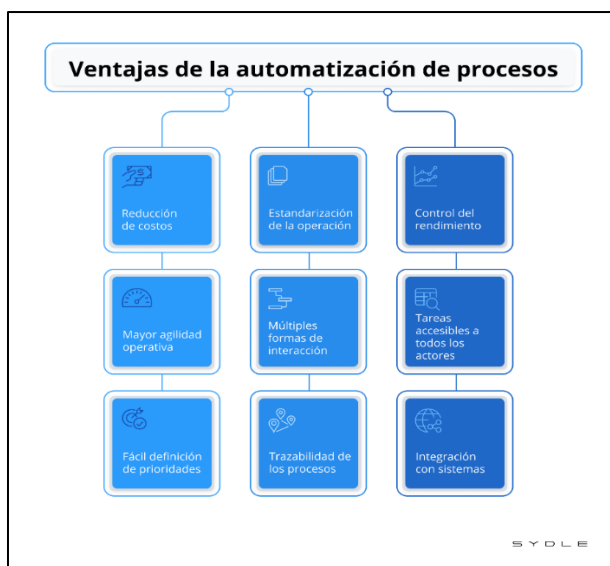 Ventajas de la automatización de procesos
Reducción
de costos
Estandarización
de la operación
Control del
rendimiento
Mayor agilidad
operativa
Múltiples
formas de
interacción
Tareas
accesibles a
todos los
actores
Fácil definición
de prioridades
Trazabilidad de
los procesos
Integración
con sistemas
SYDLE